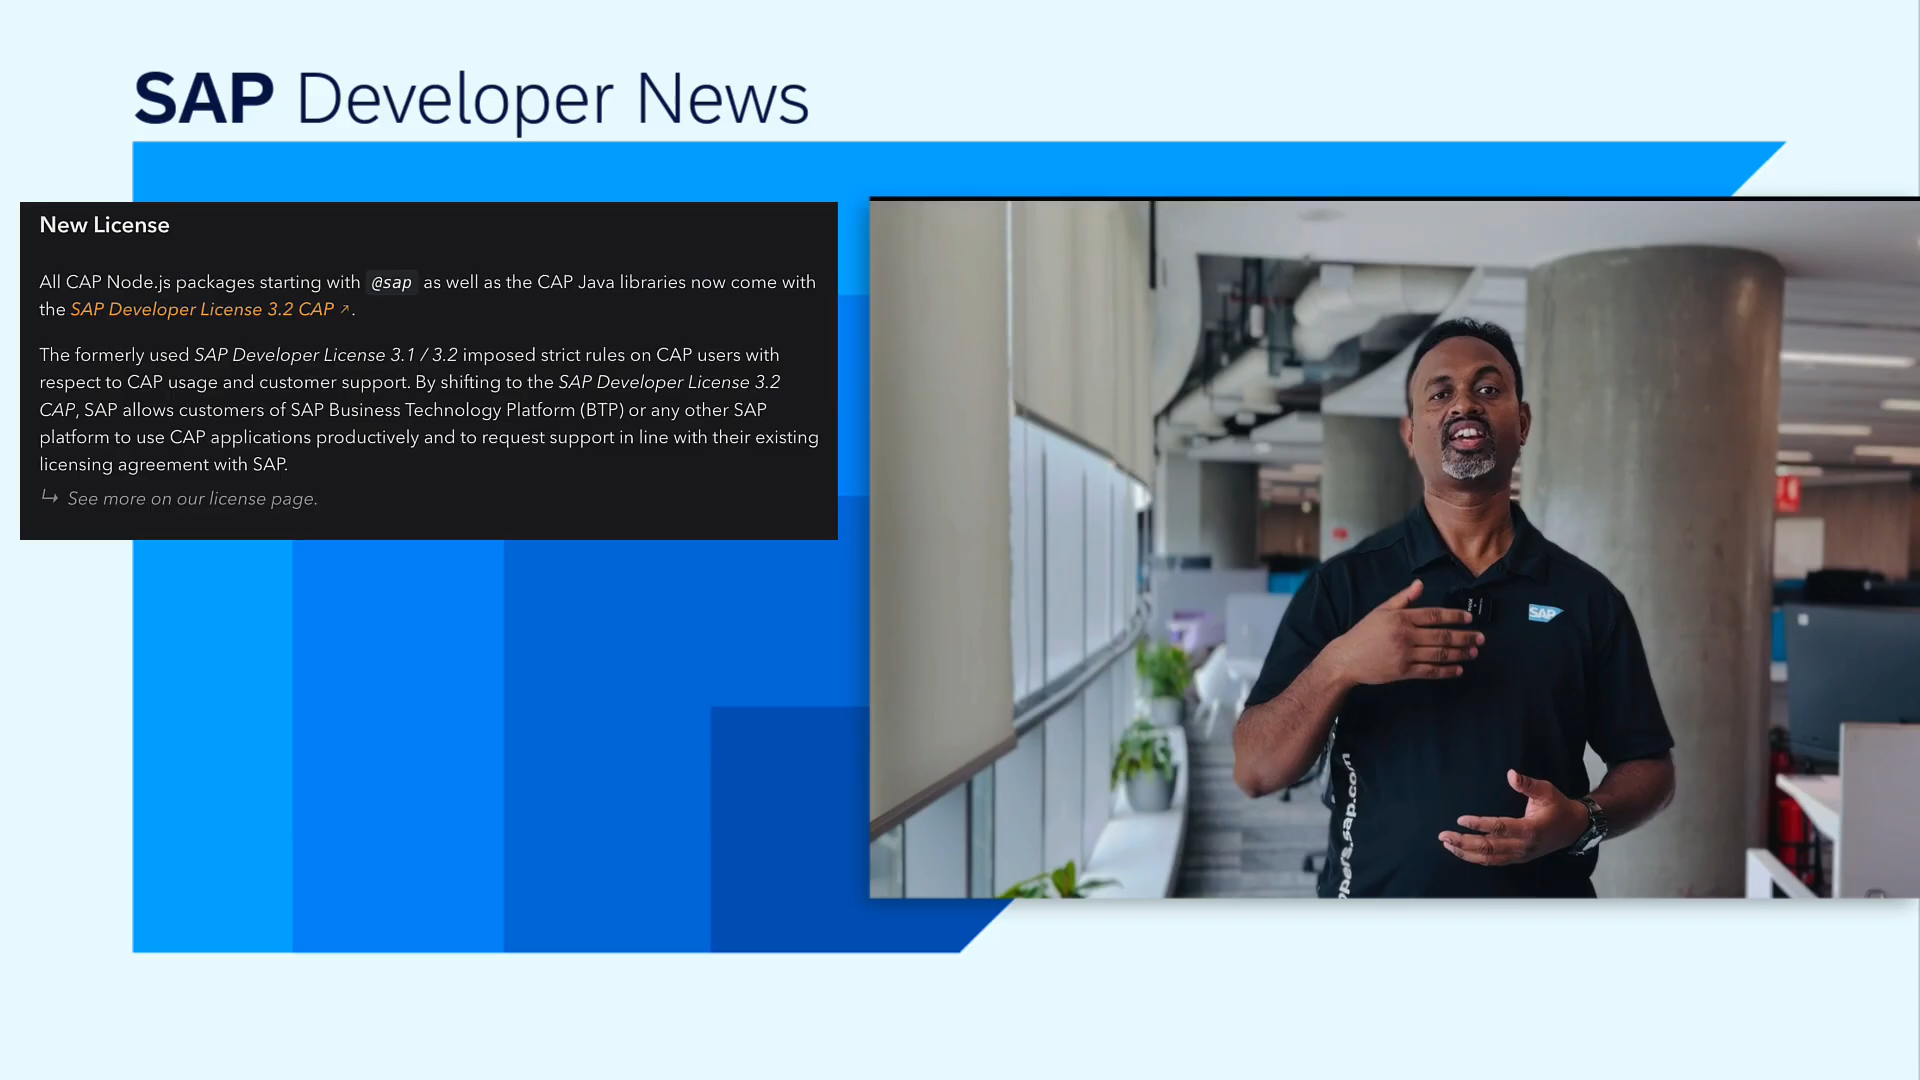 SAP Developer News
New License
All CAP Node.js packages starting with @sap as well as the CAP Java libraries now come with
the SAP Developer License 3.2 CAP ↗.
The formerly used SAP Developer License 3.1 / 3.2 imposed strict rules on CAP users with
respect to CAP usage and customer support. By shifting to the SAP Developer License 3.2
CAP, SAP allows customers of SAP Business Technology Platform (BTP) or any other SAP
platform to use CAP applications productively and to request support in line with their existing
licensing agreement with SAP.
↳ See more on our license page.
SAP
opers.sap.com